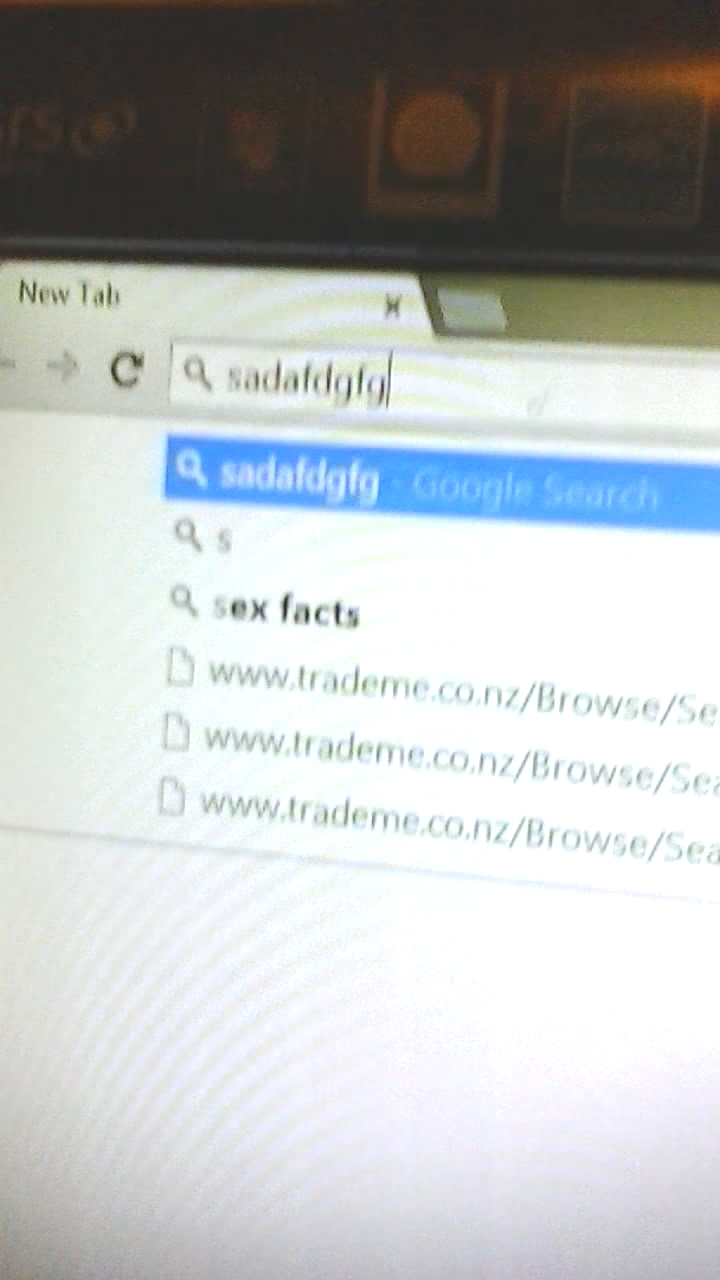 New Tab
sadafdgfg
sadafdgfg - Google Search
s
sex facts
www.trademe.co.nz/Browse/Se
www.trademe.co.nz/Browse/Sea
www.trademe.co.nz/Browse/Sea